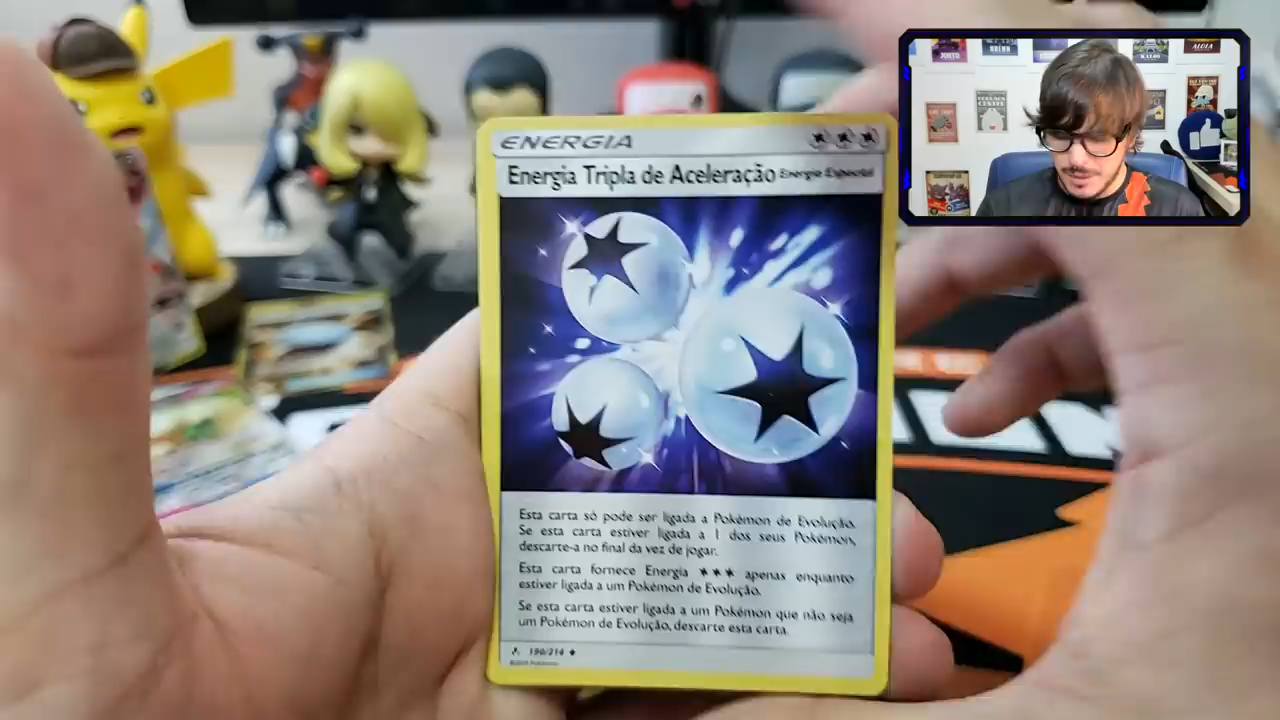 ENERGIA
Energia Tripla de Aceleração Energia Especial
Esta carta só pode ser ligada a Pokémon de Evolução.
Se esta carta estiver ligada a 1 dos seus Pokémon,
descarte-a no final da vez de jogar.
Esta carta fornece Energia ✶✶✶ apenas enquanto
estiver ligada a um Pokémon de Evolução.
Se esta carta estiver ligada a um Pokémon que não seja
um Pokémon de Evolução, descarte esta carta.
190/214
©2019 Pokémon
ALOLA